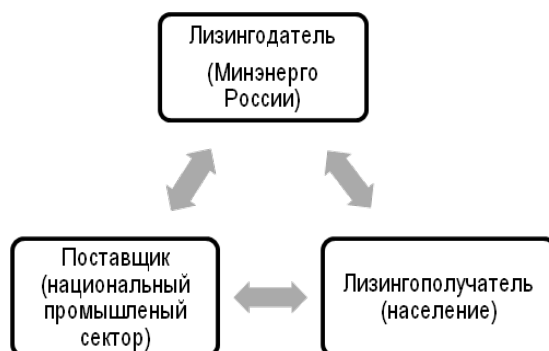 Лизингодатель
(Минэнерго
России)
Поставщик
(национальный
промышленый
сектор)
Лизингополучатель
(население)